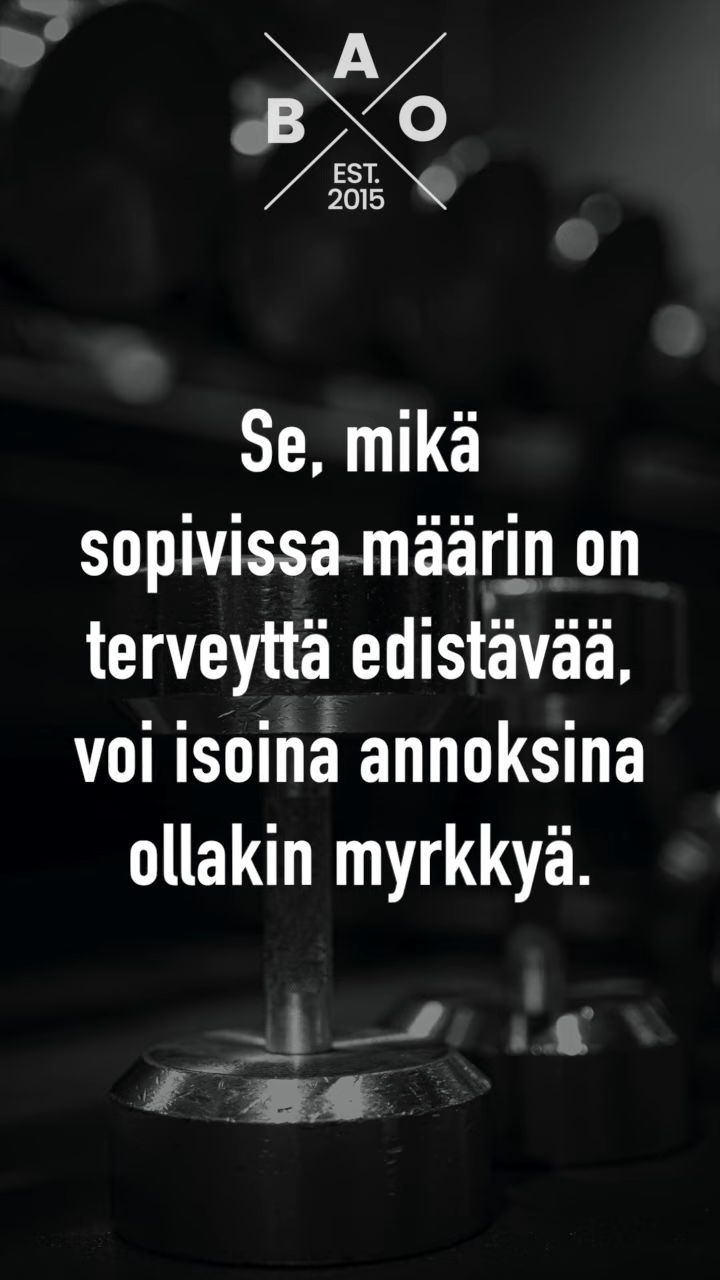 A
B O
EST.
2015
Se, mikä
sopivissa määrin on
terveyttä edistävää,
voi isoina annoksina
ollakin myrkkyä.